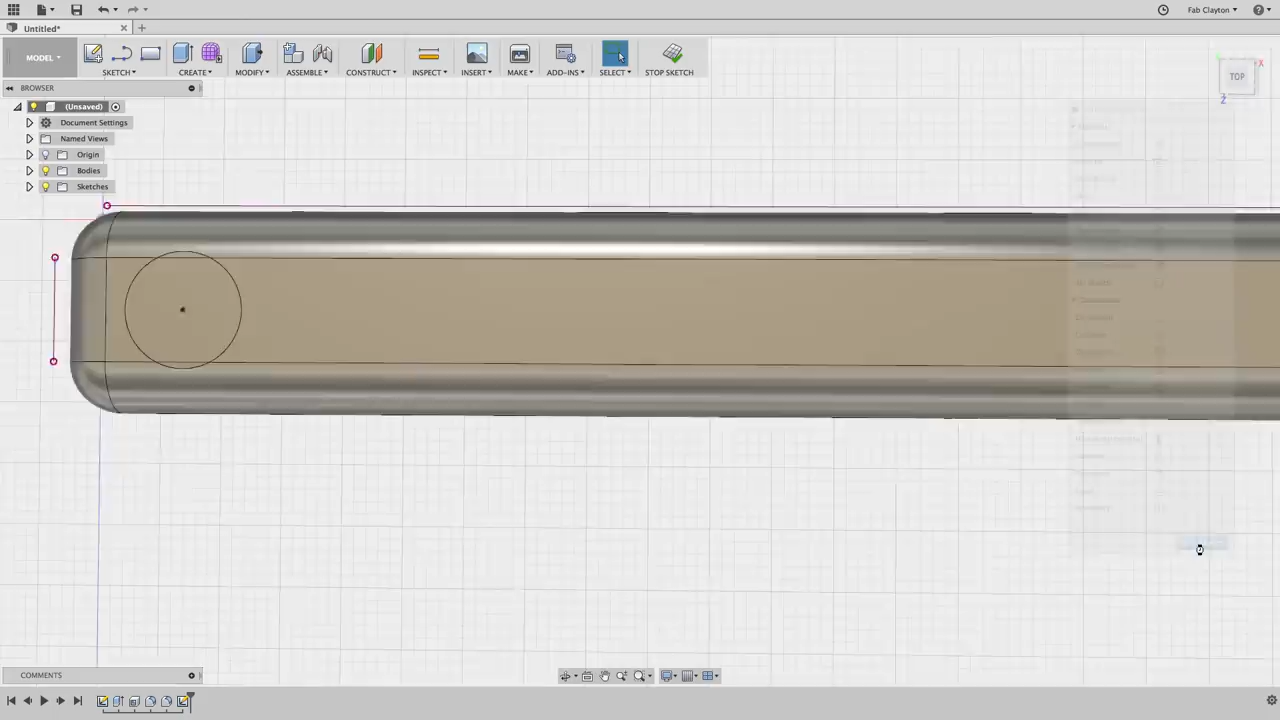 Fab Clayton
Untitled*
MODEL
SKETCH
CREATE
MODIFY
ASSEMBLE
CONSTRUCT
INSPECT
INSERT
MAKE
ADD-INS
SELECT
STOP SKETCH
BROWSER
(Unsaved)
Document Settings
Named Views
Origin
Bodies
Sketches
TOP
X
Z
COMMENTS